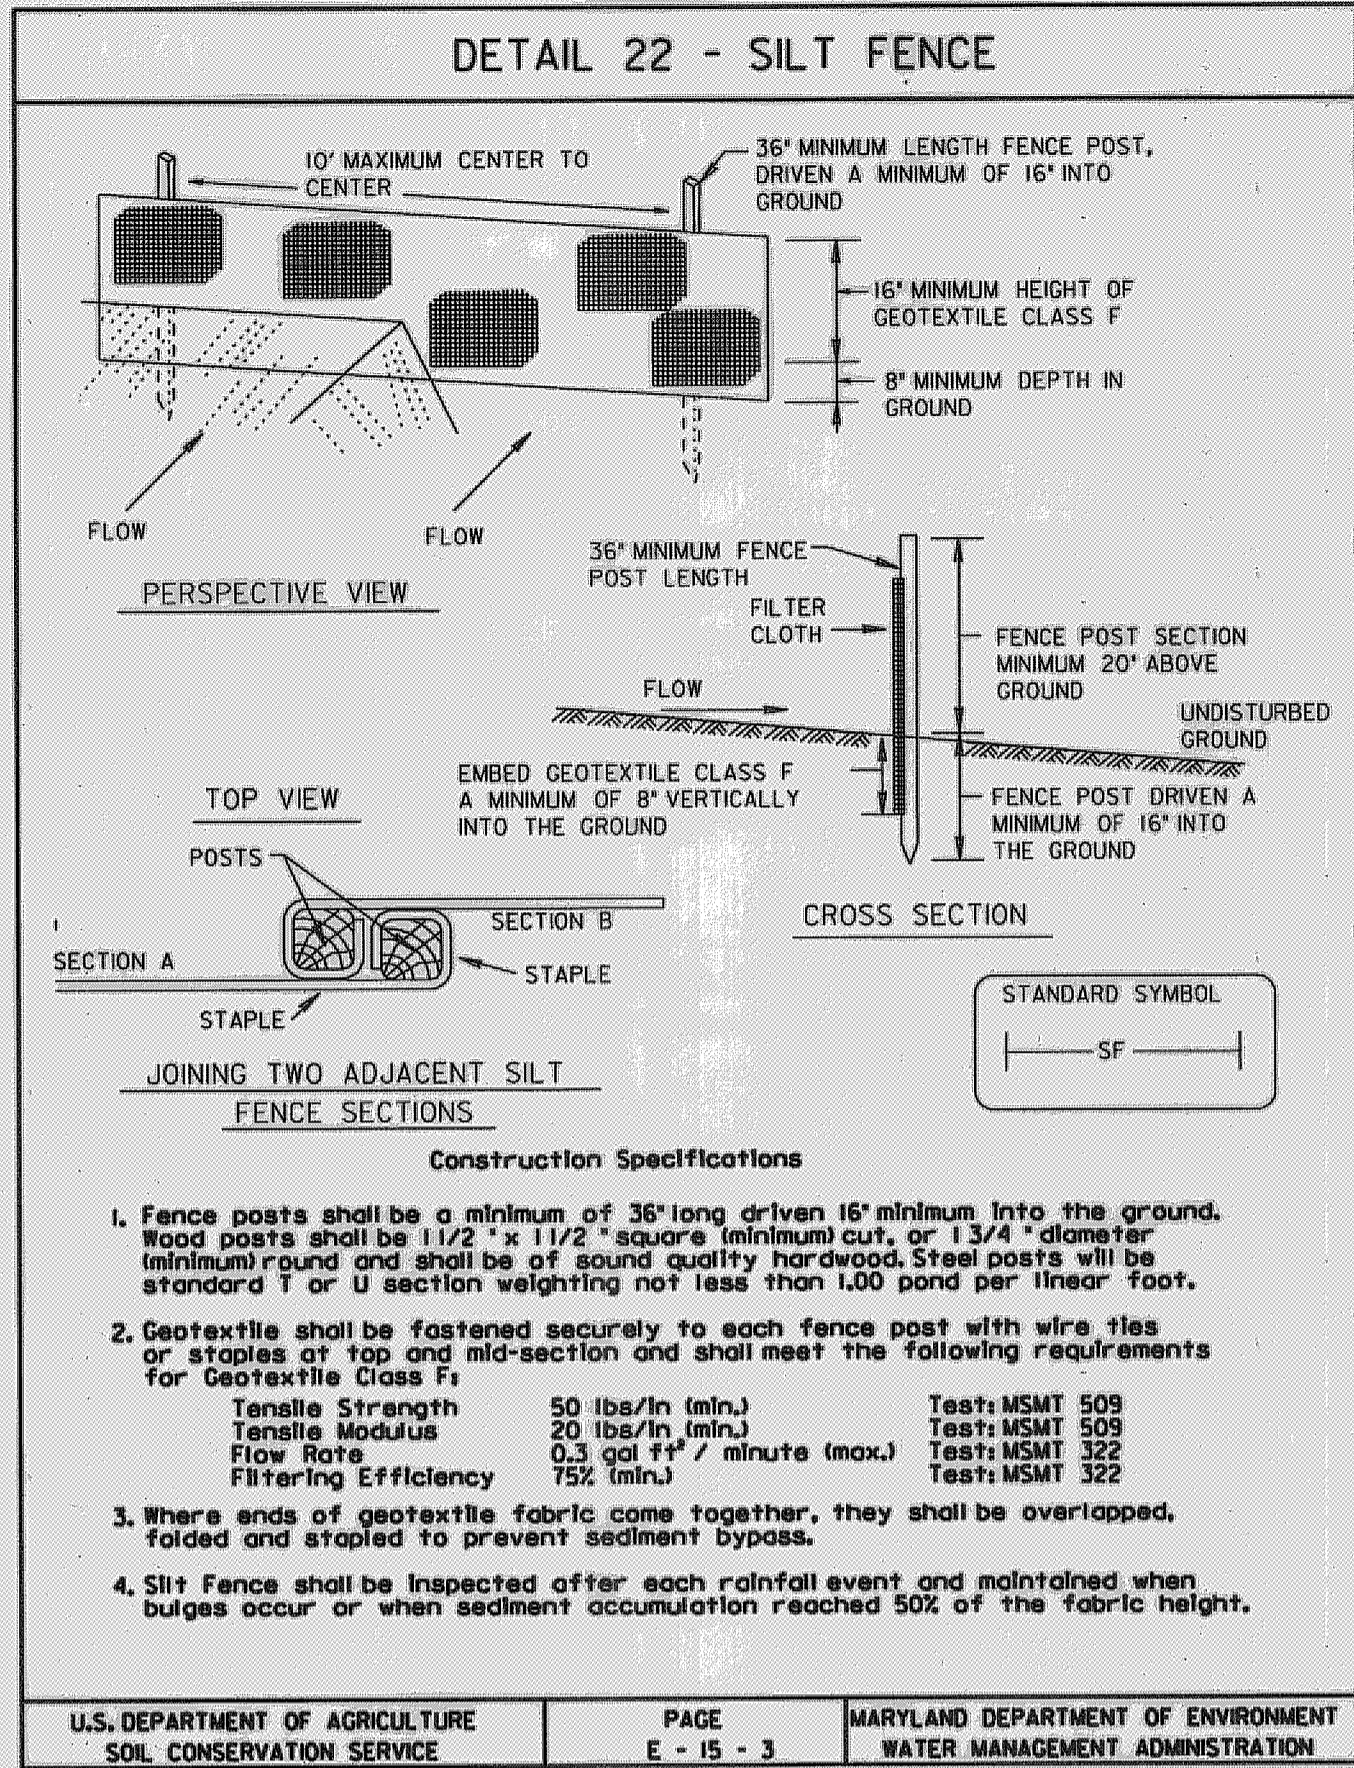 DETAIL 22 - SILT FENCE
10' MAXIMUM CENTER TO
CENTER
36" MINIMUM LENGTH FENCE POST,
DRIVEN A MINIMUM OF 16" INTO
GROUND
16" MINIMUM HEIGHT OF
GEOTEXTILE CLASS F
8" MINIMUM DEPTH IN
GROUND
FLOW
FLOW
PERSPECTIVE VIEW
36" MINIMUM FENCE
POST LENGTH
FILTER
CLOTH
FENCE POST SECTION
MINIMUM 20" ABOVE
GROUND
FLOW
UNDISTURBED
GROUND
EMBED GEOTEXTILE CLASS F
A MINIMUM OF 8" VERTICALLY
INTO THE GROUND
FENCE POST DRIVEN A
MINIMUM OF 16" INTO
THE GROUND
CROSS SECTION
TOP VIEW
POSTS
SECTION B
SECTION A
STAPLE
STAPLE
JOINING TWO ADJACENT SILT
FENCE SECTIONS
STANDARD SYMBOL
SF
Construction Specifications
1. Fence posts shall be a minimum of 36" long driven 16" minimum into the ground.
Wood posts shall be 1 1/2 " x 1 1/2 " square (minimum) cut, or 1 3/4 " diameter
(minimum) round and shall be of sound quality hardwood. Steel posts will be
standard T or U section weighting not less than 1.00 pond per linear foot.
2. Geotextile shall be fastened securely to each fence post with wire ties
or staples at top and mid-section and shall meet the following requirements
for Geotextile Class F:
Tensile Strength 50 lbs/in (min.) Test: MSMT 509
Tensile Modulus 20 lbs/in (min.) Test: MSMT 509
Flow Rate 0.3 gal ft² / minute (max.) Test: MSMT 322
Filtering Efficiency 75% (min.) Test: MSMT 322
3. Where ends of geotextile fabric come together, they shall be overlapped,
folded and stapled to prevent sediment bypass.
4. Silt Fence shall be inspected after each rainfall event and maintained when
bulges occur or when sediment accumulation reached 50% of the fabric height.
U.S. DEPARTMENT OF AGRICULTURE
SOIL CONSERVATION SERVICE
PAGE
E - 15 - 3
MARYLAND DEPARTMENT OF ENVIRONMENT
WATER MANAGEMENT ADMINISTRATION